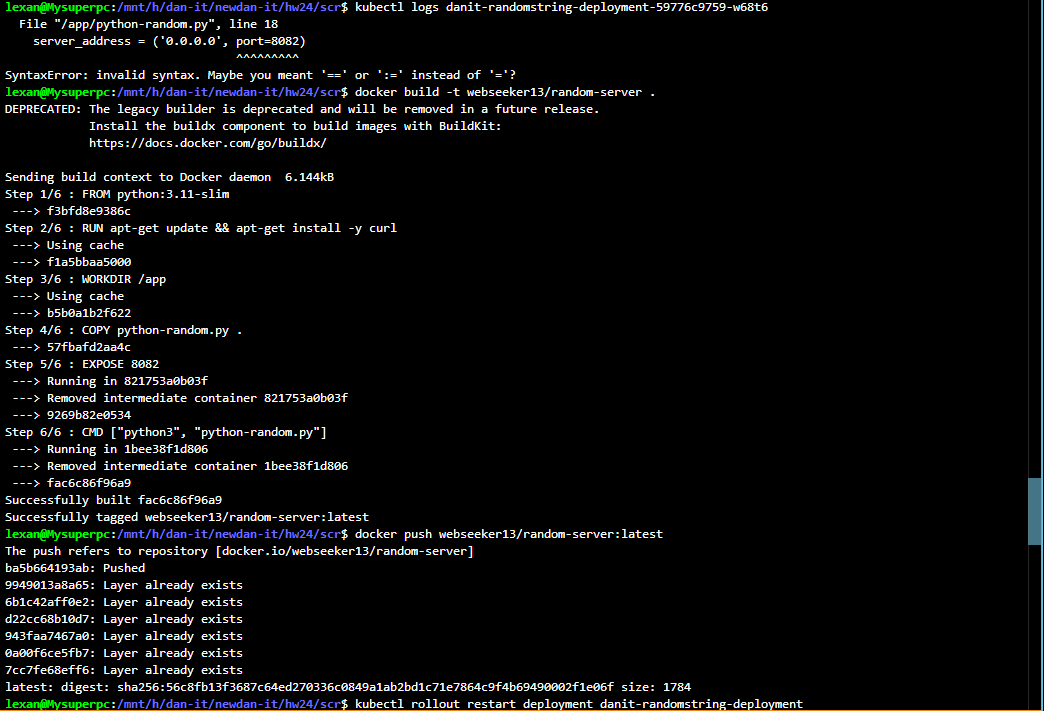 lexan@Mysuperpc:/mnt/h/dan-it/newdan-it/hw24/scr$ kubectl logs danit-randomstring-deployment-59776c9759-w68t6
  File "/app/python-random.py", line 18
    server_address = ('0.0.0.0', port=8082)
                                 ^^^^^^^^^
SyntaxError: invalid syntax. Maybe you meant '==' or ':=' instead of '='?
lexan@Mysuperpc:/mnt/h/dan-it/newdan-it/hw24/scr$ docker build -t webseeker13/random-server .
DEPRECATED: The legacy builder is deprecated and will be removed in a future release.
            Install the buildx component to build images with BuildKit:
            https://docs.docker.com/go/buildx/
Sending build context to Docker daemon  6.144kB
Step 1/6 : FROM python:3.11-slim
 ---> f3bfd8e9386c
Step 2/6 : RUN apt-get update && apt-get install -y curl
 ---> Using cache
 ---> f1a5bbaa5000
Step 3/6 : WORKDIR /app
 ---> Using cache
 ---> b5b0a1b2f622
Step 4/6 : COPY python-random.py .
 ---> 57fbafd2aa4c
Step 5/6 : EXPOSE 8082
 ---> Running in 821753a0b03f
 ---> Removed intermediate container 821753a0b03f
 ---> 9269b82e0534
Step 6/6 : CMD ["python3", "python-random.py"]
 ---> Running in 1bee38f1d806
 ---> Removed intermediate container 1bee38f1d806
 ---> fac6c86f96a9
Successfully built fac6c86f96a9
Successfully tagged webseeker13/random-server:latest
lexan@Mysuperpc:/mnt/h/dan-it/newdan-it/hw24/scr$ docker push webseeker13/random-server:latest
The push refers to repository [docker.io/webseeker13/random-server]
ba5b664193ab: Pushed
9949013a8a65: Layer already exists
6b1c42aff0e2: Layer already exists
d22cc68b10d7: Layer already exists
943faa7467a0: Layer already exists
0a00f6ce5fb7: Layer already exists
7cc7fe68eff6: Layer already exists
latest: digest: sha256:56c8fb13f3687c64ed270336c0849a1ab2bd1c71e7864c9f4b69490002f1e06f size: 1784
lexan@Mysuperpc:/mnt/h/dan-it/newdan-it/hw24/scr$ kubectl rollout restart deployment danit-randomstring-deployment